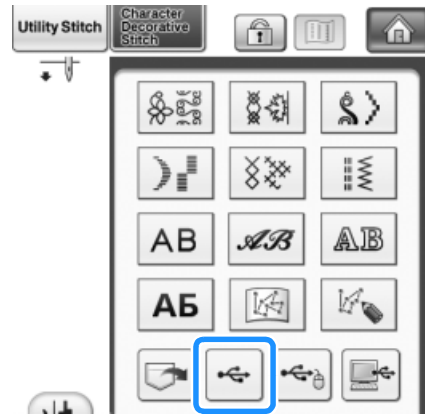 Utility Stitch
Character
Decorative
Stitch
AB
AB
AB
АБ